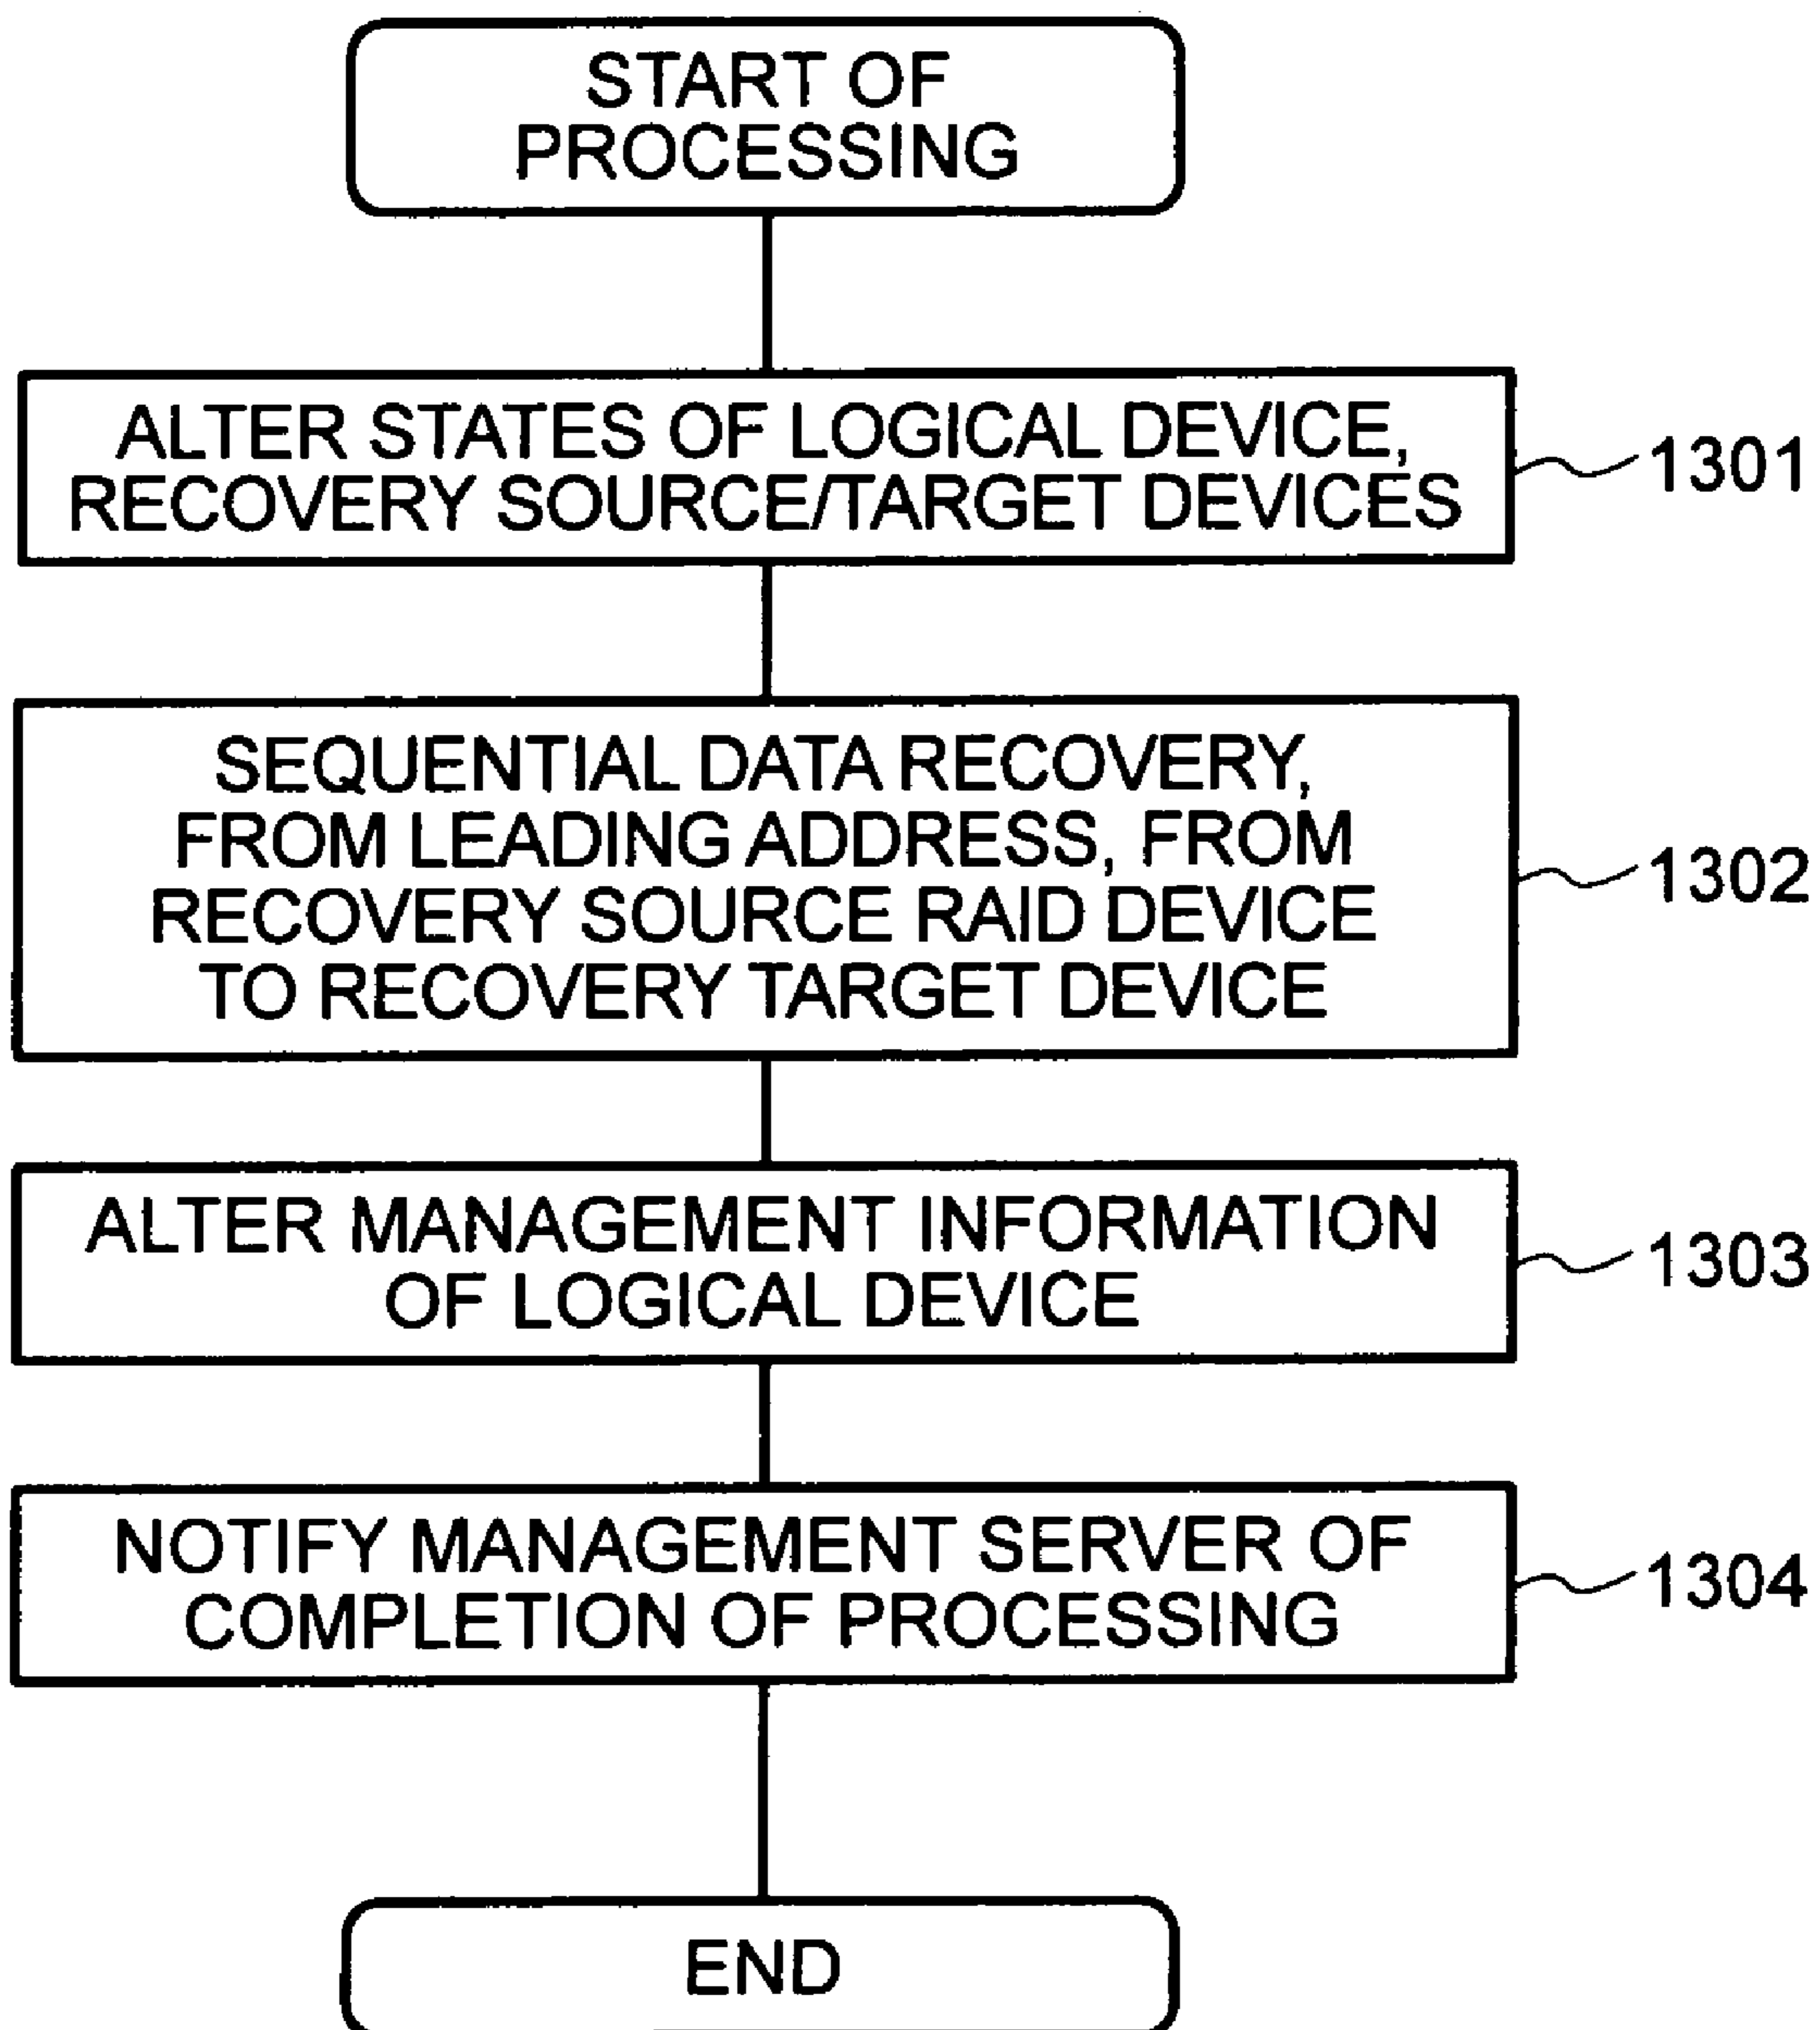 START OF
PROCESSING
ALTER STATES OF LOGICAL DEVICE,
RECOVERY SOURCE/TARGET DEVICES
1301
SEQUENTIAL DATA RECOVERY,
FROM LEADING ADDRESS, FROM
RECOVERY SOURCE RAID DEVICE
TO RECOVERY TARGET DEVICE
1302
ALTER MANAGEMENT INFORMATION
OF LOGICAL DEVICE
1303
NOTIFY MANAGEMENT SERVER OF
COMPLETION OF PROCESSING
1304
END